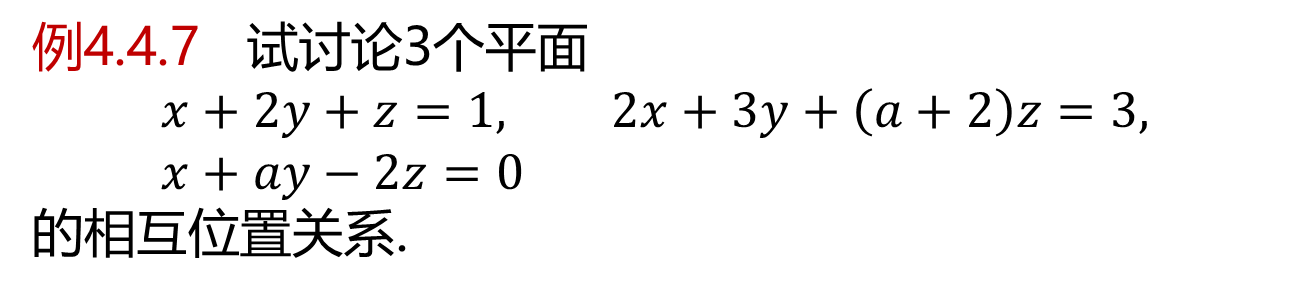 例4.4.7 试讨论3个平面
x + 2y + z = 1, 2x + 3y + (a + 2)z = 3,
x + ay − 2z = 0
的相互位置关系.